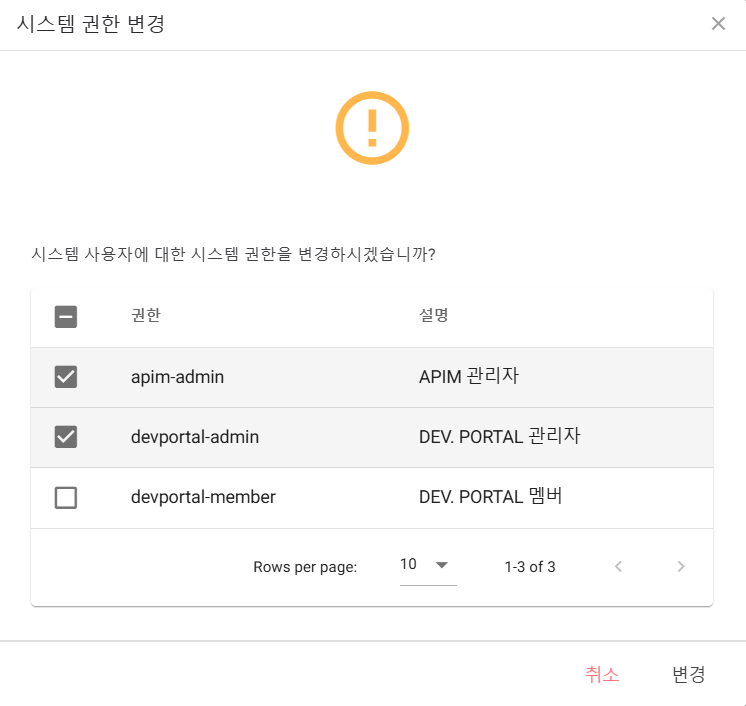 시스템 권한 변경
시스템 사용자에 대한 시스템 권한을 변경하시겠습니까?
권한 설명
apim-admin APIM 관리자
devportal-admin DEV. PORTAL 관리자
devportal-member DEV. PORTAL 멤버
Rows per page: 10 1-3 of 3
취소 변경